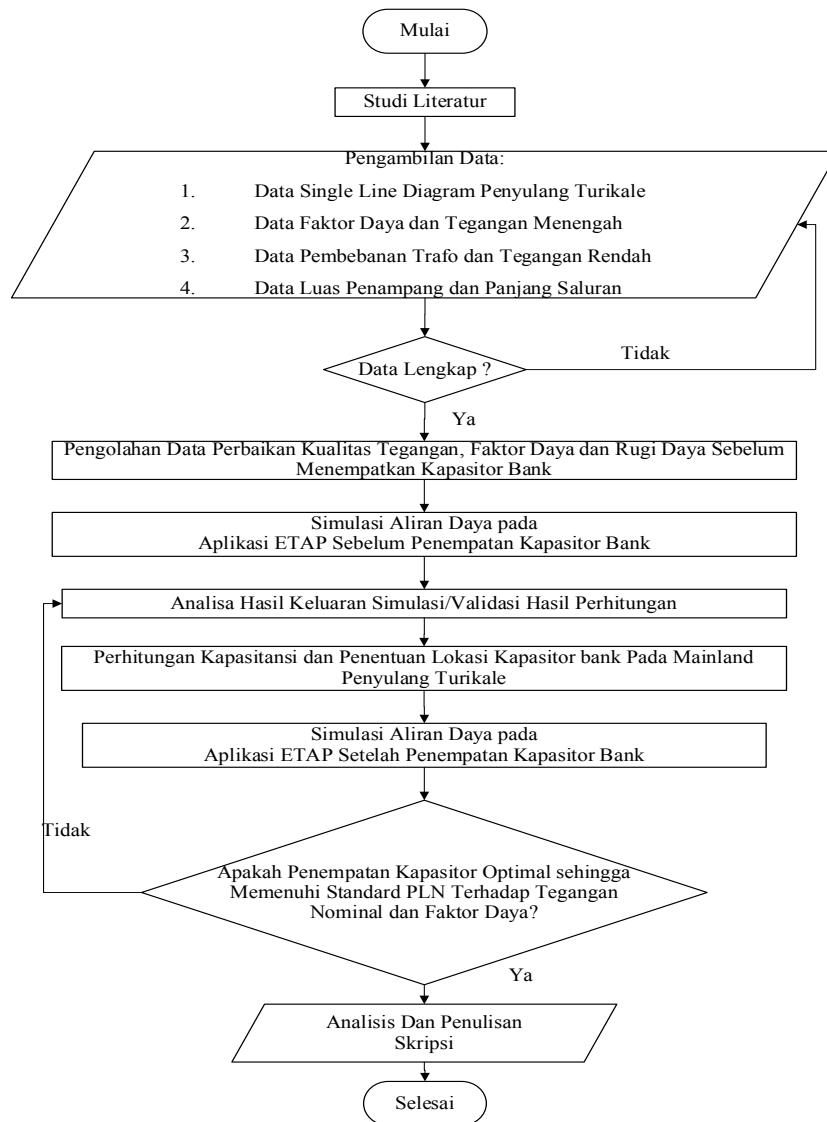 Mulai
Studi Literatur
Pengambilan Data:
1. Data Single Line Diagram Penyulang Turikale
2. Data Faktor Daya dan Tegangan Menengah
3. Data Pembebanan Trafo dan Tegangan Rendah
4. Data Luas Penampang dan Panjang Saluran
Data Lengkap ?
Tidak
Ya
Pengolahan Data Perbaikan Kualitas Tegangan, Faktor Daya dan Rugi Daya Sebelum
Menempatkan Kapasitor Bank
Simulasi Aliran Daya pada
Aplikasi ETAP Sebelum Penempatan Kapasitor Bank
Analisa Hasil Keluaran Simulasi/Validasi Hasil Perhitungan
Perhitungan Kapasitansi dan Penentuan Lokasi Kapasitor bank Pada Mainland
Penyulang Turikale
Simulasi Aliran Daya pada
Aplikasi ETAP Setelah Penempatan Kapasitor Bank
Tidak
Apakah Penempatan Kapasitor Optimal sehingga
Memenuhi Standard PLN Terhadap Tegangan
Nominal dan Faktor Daya?
Ya
Analisis Dan Penulisan
Skripsi
Selesai